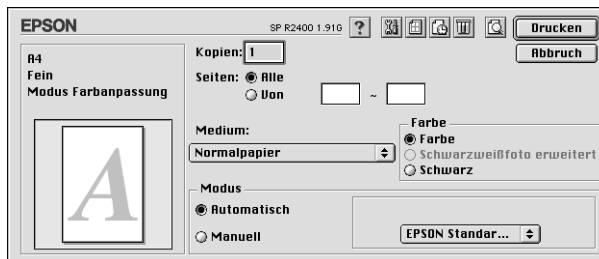 EPSON
SP R2400 1.91G
?
Drucken
Abbruch
A4
Fein
Modus Farbanpassung
A
Kopien: 1
Seiten: Alle
Von
~
Medium:
Normalpapier
Farbe
Farbe
Schwarzweißfoto erweitert
Schwarz
Modus
Automatisch
Manuell
EPSON Standar...